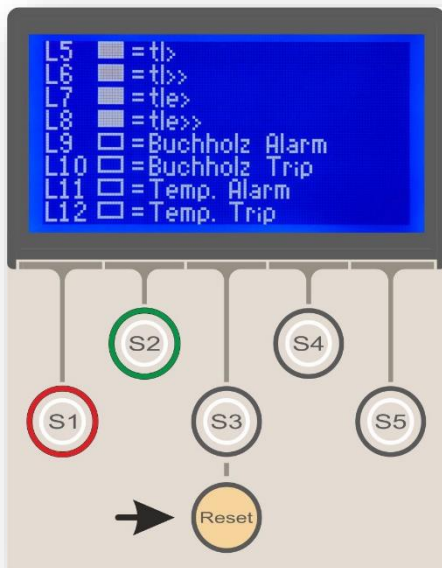 L5 = tI>
L6 = tI>>
L7 = tIe>
L8 = tIe>>
L9 = Buchholz Alarm
L10 = Buchholz Trip
L11 = Temp. Alarm
L12 = Temp. Trip
S2 S4
S1 S3 S5
Reset